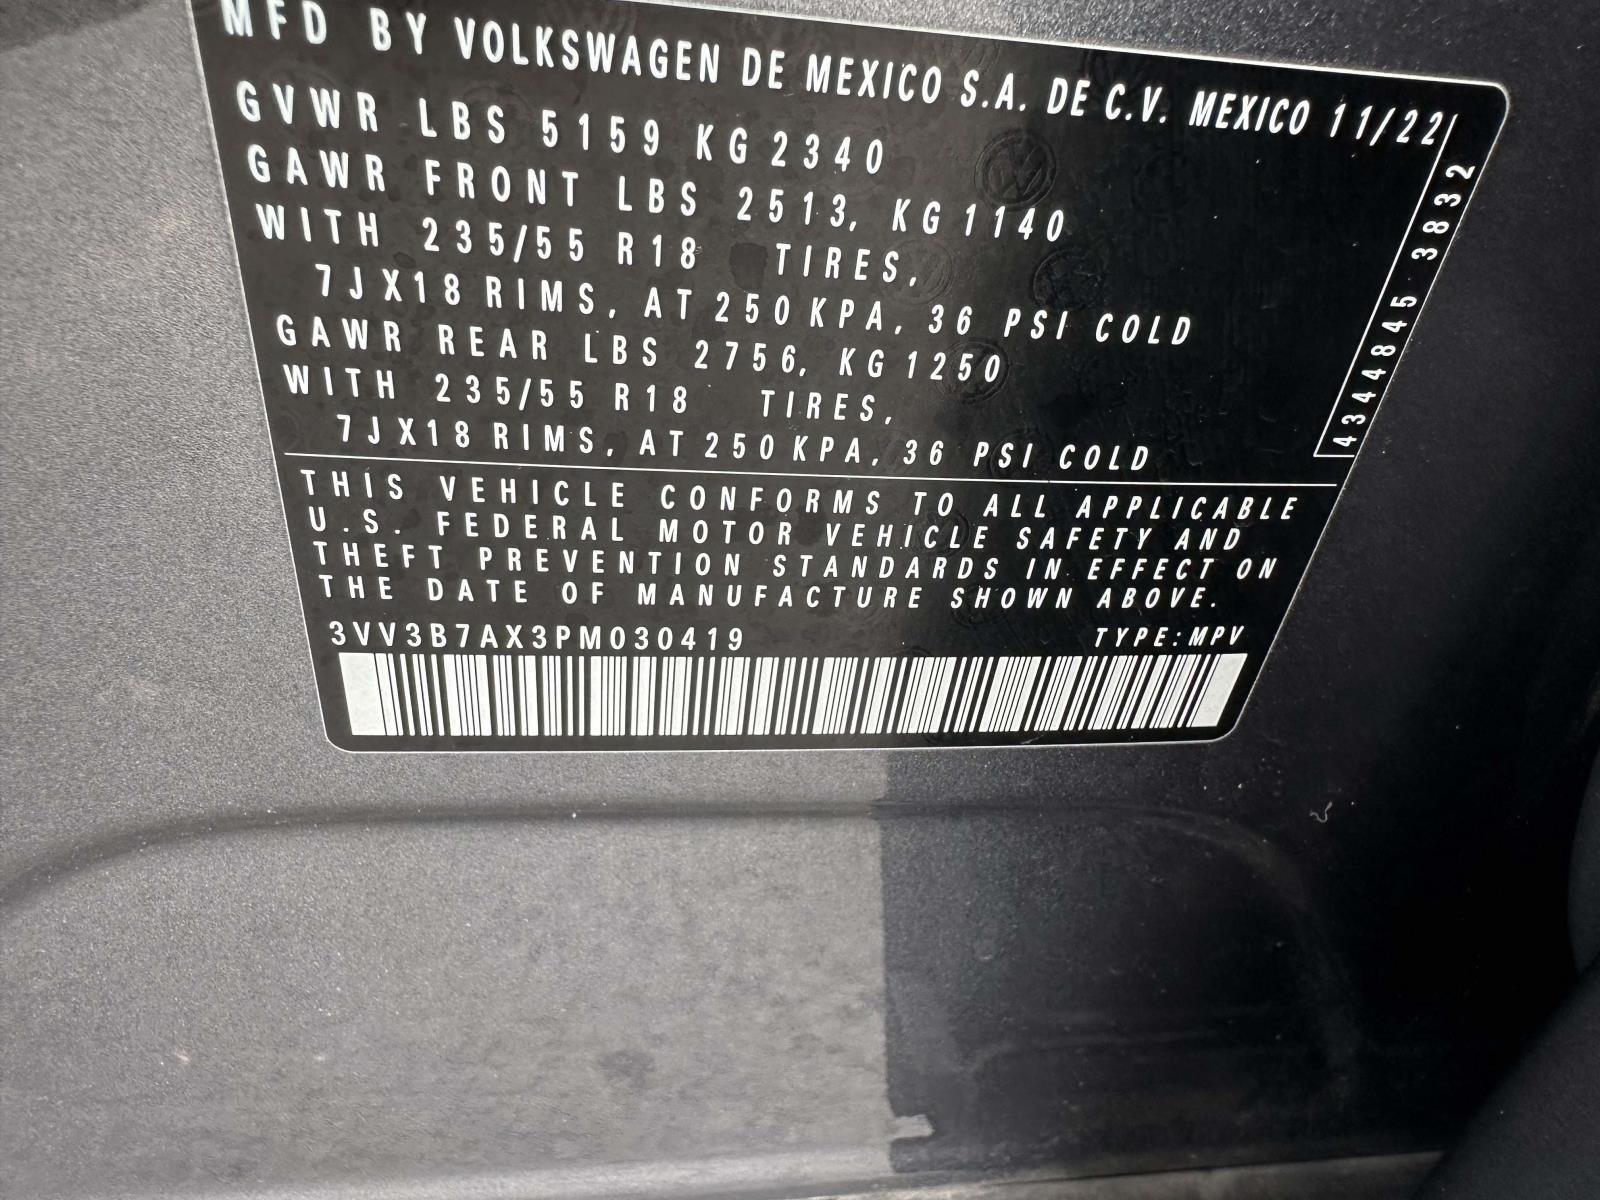 MFD BY VOLKSWAGEN DE MEXICO S.A. DE C.V. MEXICO 11/22
GVWR LBS 5159 KG 2340
GAWR FRONT LBS 2513, KG 1140
WITH 235/55 R18 TIRES,
7JX18 RIMS, AT 250 KPA, 36 PSI COLD
GAWR REAR LBS 2756, KG 1250
WITH 235/55 R18 TIRES,
7JX18 RIMS, AT 250 KPA, 36 PSI COLD
4344845 3832
THIS VEHICLE CONFORMS TO ALL APPLICABLE
U.S. FEDERAL MOTOR VEHICLE SAFETY AND
THEFT PREVENTION STANDARDS IN EFFECT ON
THE DATE OF MANUFACTURE SHOWN ABOVE.
3VV3B7AX3PM030419 TYPE:MPV